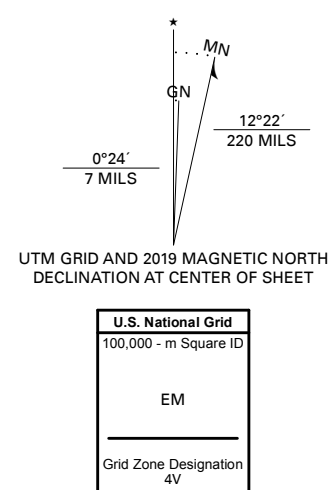 ★
MN
GN
12°22´
220 MILS
0°24´
7 MILS
UTM GRID AND 2019 MAGNETIC NORTH
DECLINATION AT CENTER OF SHEET
U.S. National Grid
100,000 - m Square ID
EM
Grid Zone Designation
4V